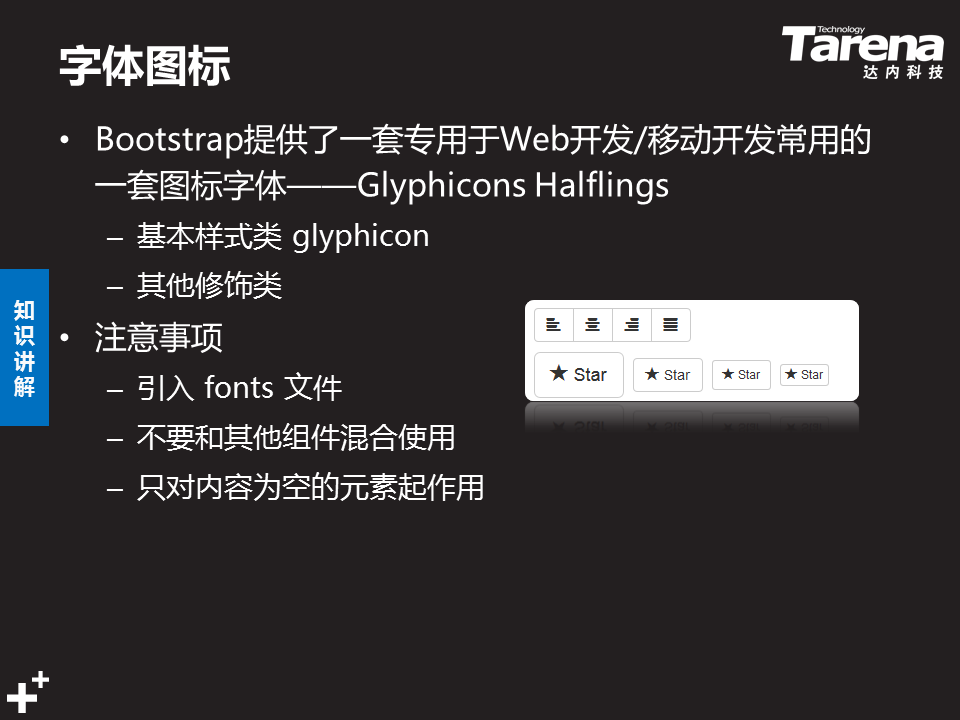 字体图标
Technology
Tarena
达内科技
• Bootstrap提供了一套专用于Web开发/移动开发常用的
一套图标字体——Glyphicons Halflings
– 基本样式类 glyphicon
– 其他修饰类
• 注意事项
– 引入 fonts 文件
– 不要和其他组件混合使用
– 只对内容为空的元素起作用
知识讲解
★ Star ★ Star ★ Star ★ Star